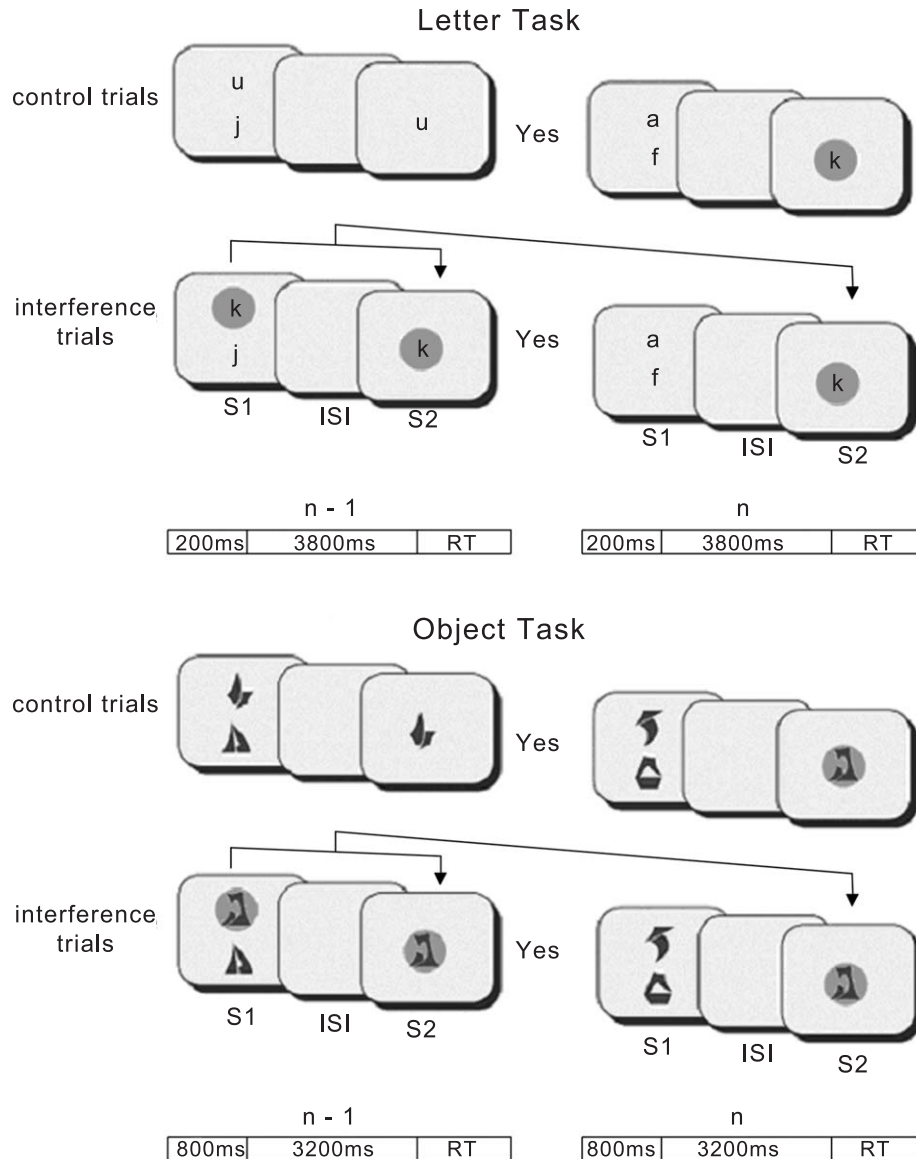 Letter Task
control trials
u
j
u
Yes
a
f
k
interference
trials
k
j
k
Yes
a
f
k
S1
ISI
S2
S1
ISI
S2
n - 1
n
200ms 3800ms RT
200ms 3800ms RT
Object Task
control trials
Yes
interference
trials
Yes
S1
ISI
S2
S1
ISI
S2
n - 1
n
800ms 3200ms RT
800ms 3200ms RT